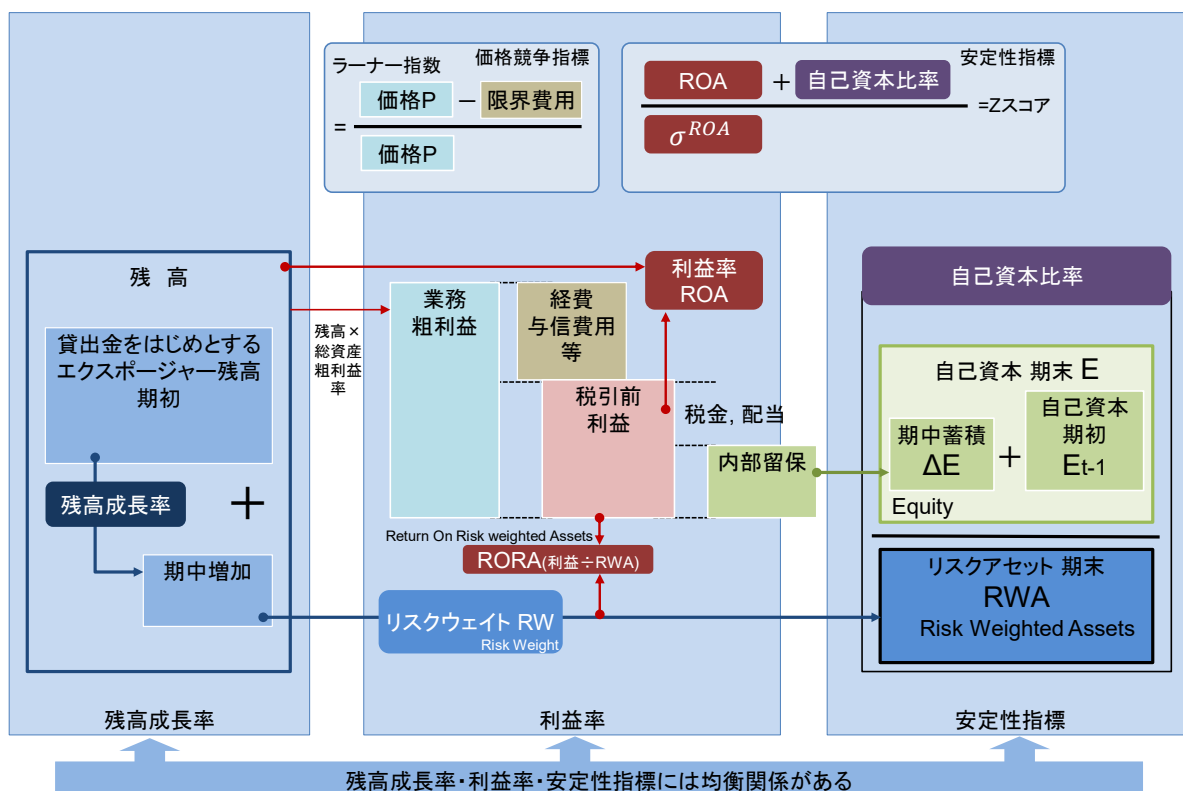 ラーナー指数
価格競争指標
=
価格P
−
限界費用
価格P
安定性指標
ROA
+
自己資本比率
σ^ROA
=Zスコア
残 高
貸出金をはじめとする
エクスポージャー残高
期初
残高成長率
+
期中増加
残高×
総資産
粗利益
率
業務
粗利益
経費
与信費用
等
利益率
ROA
税引前
利益
税金, 配当
内部留保
Return On Risk weighted Assets
RORA(利益÷RWA)
リスクウェイト RW
Risk Weight
自己資本比率
自己資本 期末 E
期中蓄積
ΔE
+
自己資本
期初
Et-1
Equity
リスクアセット 期末
RWA
Risk Weighted Assets
残高成長率
利益率
安定性指標
残高成長率・利益率・安定性指標には均衡関係がある